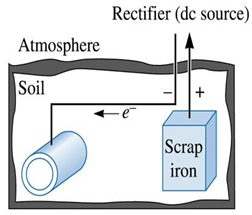 Rectifier (dc source)
Atmosphere
Soil
− +
← e⁻
Scrap
iron